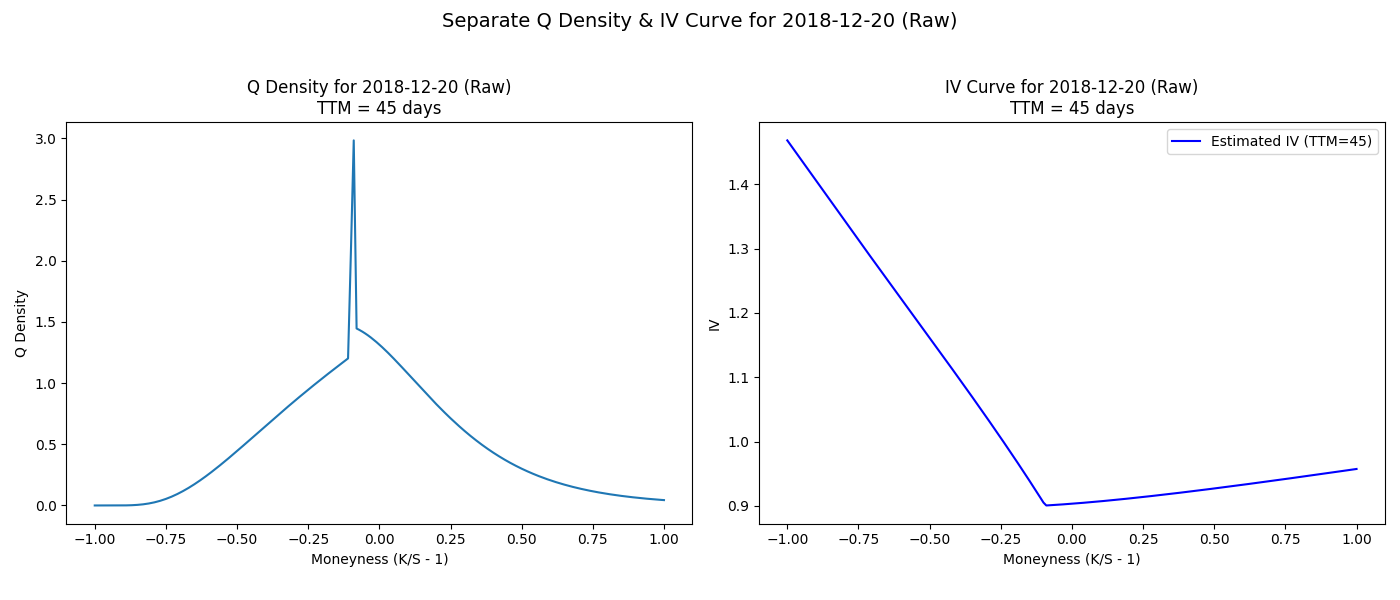 Separate Q Density & IV Curve for 2018-12-20 (Raw)
Q Density for 2018-12-20 (Raw)
TTM = 45 days
3.0
2.5
2.0
1.5
1.0
0.5
0.0
Q Density
−1.00 −0.75 −0.50 −0.25 0.00 0.25 0.50 0.75 1.00
Moneyness (K/S - 1)
IV Curve for 2018-12-20 (Raw)
TTM = 45 days
Estimated IV (TTM=45)
1.4
1.3
1.2
1.1
1.0
0.9
IV
−1.00 −0.75 −0.50 −0.25 0.00 0.25 0.50 0.75 1.00
Moneyness (K/S - 1)